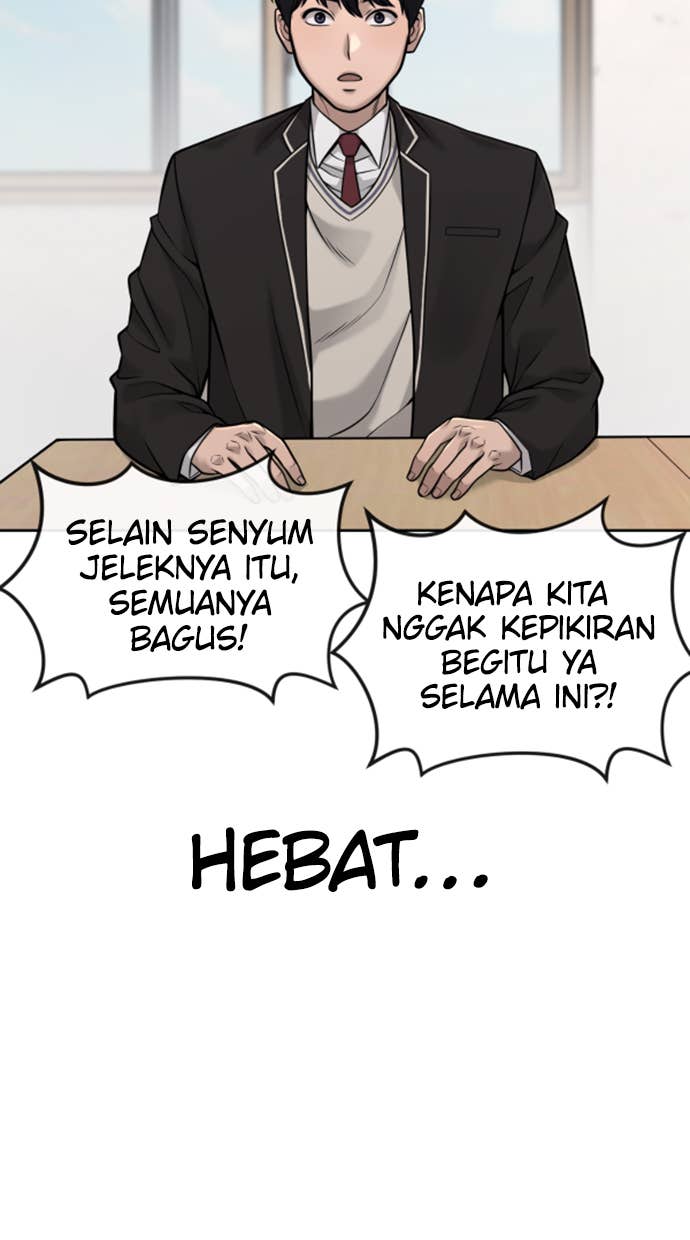 SELAIN SENYUM
JELEKNYA ITU,
SEMUANYA
BAGUS!
KENAPA KITA
NGGAK KEPIKIRAN
BEGITU YA
SELAMA INI?!
HEBAT...